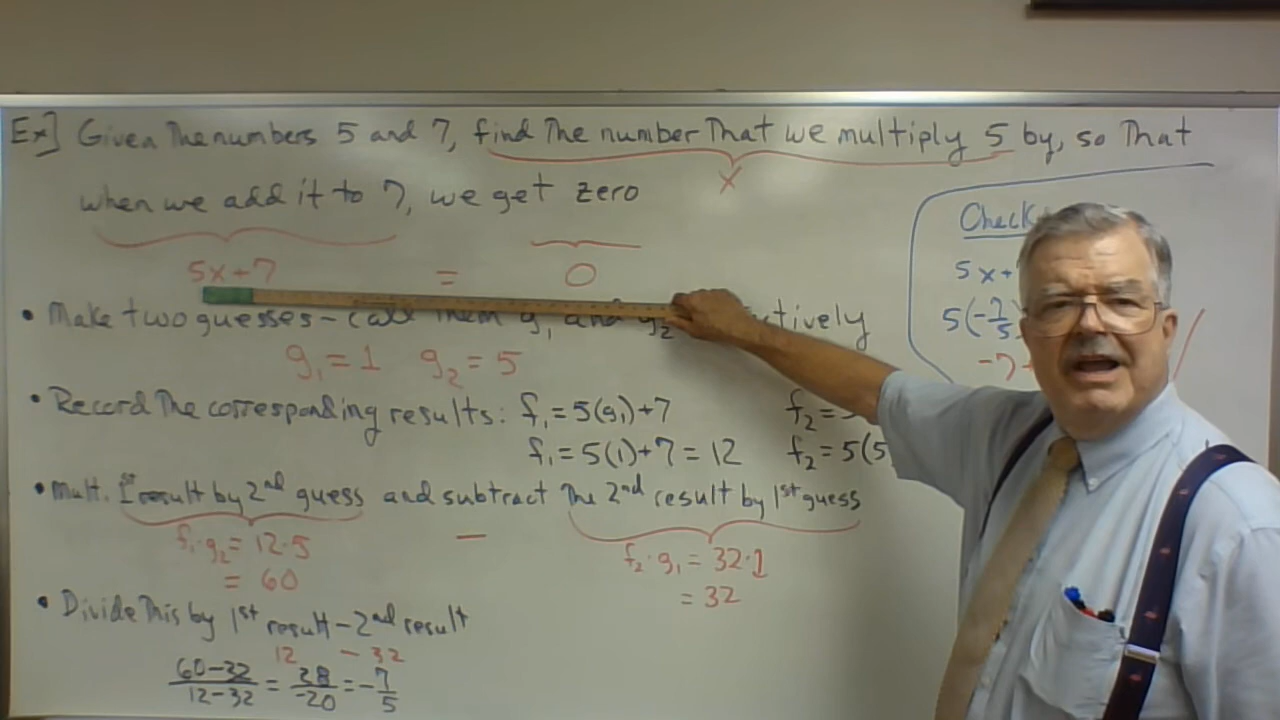 Ex] Given The numbers 5 and 7, find The number That we multiply 5 by, so That
x
when we add it to 7, we get zero
5x+7 = 0
• Make two guesses - call them g₁ and g₂
g₁ = 1 g₂ = 5
• Record The corresponding results: f₁ = 5(g₁)+7 f₂ =
f₁ = 5(1)+7 = 12 f₂ = 5(5
• Mult. 1st result by 2nd guess and subtract The 2nd result by 1st guess
f₁·g₂ = 12·5 — f₂·g₁ = 32·1
= 60 = 32
• Divide This by 1st result - 2nd result
12 - 32
60-32/12-32 = 28/-20 = -7/5
Check
5x+
5(-7/5)
-7+